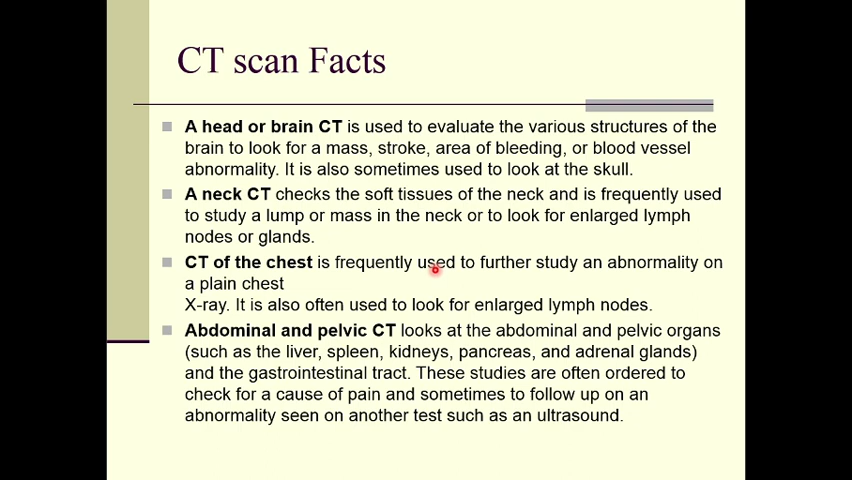 CT scan Facts
A head or brain CT is used to evaluate the various structures of the
brain to look for a mass, stroke, area of bleeding, or blood vessel
abnormality. It is also sometimes used to look at the skull.
A neck CT checks the soft tissues of the neck and is frequently used
to study a lump or mass in the neck or to look for enlarged lymph
nodes or glands.
CT of the chest is frequently used to further study an abnormality on
a plain chest
X-ray. It is also often used to look for enlarged lymph nodes.
Abdominal and pelvic CT looks at the abdominal and pelvic organs
(such as the liver, spleen, kidneys, pancreas, and adrenal glands)
and the gastrointestinal tract. These studies are often ordered to
check for a cause of pain and sometimes to follow up on an
abnormality seen on another test such as an ultrasound.